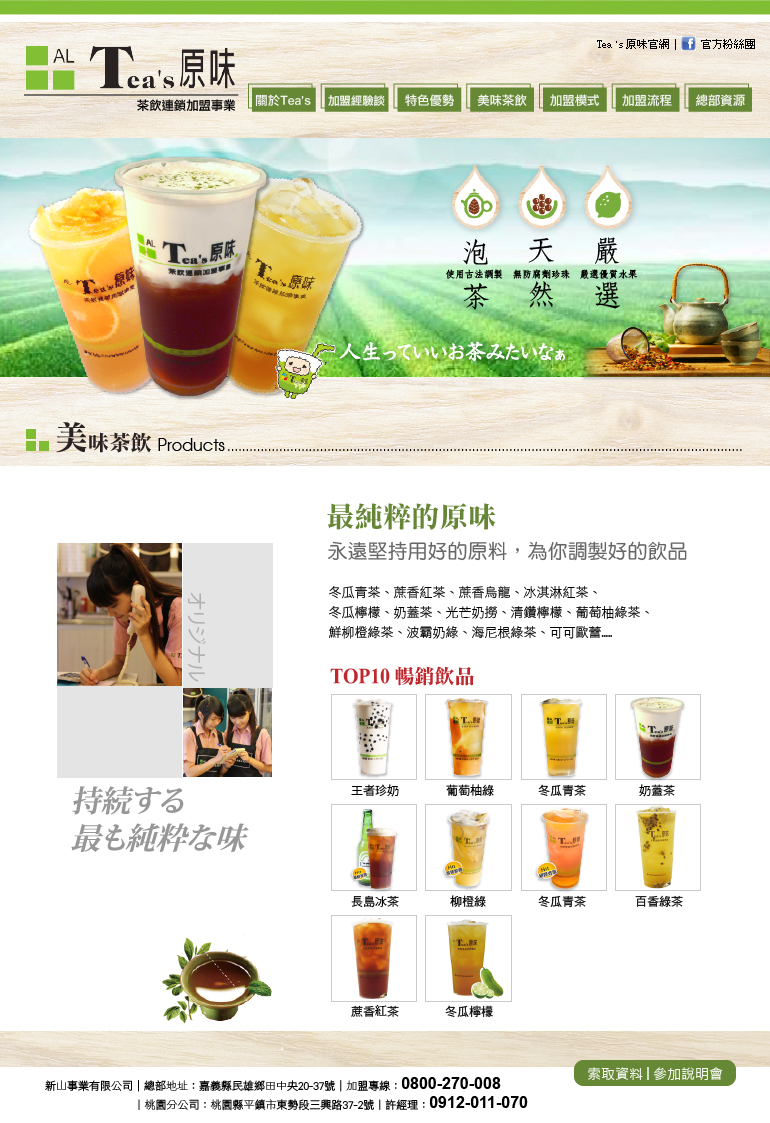 Tea's原味官網 | 官方粉絲團
AL Tea's原味
茶飲連鎖加盟事業
關於Tea's 加盟經驗談 特色優勢 美味茶飲 加盟模式 加盟流程 總部資源
泡茶 天然 嚴選
使用古法調製 無防腐劑珍珠 嚴選優質水果
AL Tea's原味
茶飲連鎖加盟事業
人生っていいお茶みたいなぁ
美味茶飲 Products
最純粹的原味
永遠堅持用好的原料，為你調製好的飲品
オリジナル
冬瓜青茶、蔗香紅茶、蔗香烏龍、冰淇淋紅茶、
冬瓜檸檬、奶蓋茶、光芒奶撈、清鑽檸檬、葡萄柚綠茶、
鮮柳橙綠茶、波霸奶綠、海尼根綠茶、可可歐蕾......
TOP10 暢銷飲品
王者珍奶 葡萄柚綠 冬瓜青茶 奶蓋茶
持続する
最も純粋な味
長島冰茶 柳橙綠 冬瓜青茶 百香綠茶
蔗香紅茶 冬瓜檸檬
索取資料 | 參加說明會
新山事業有限公司 | 總部地址：嘉義縣民雄鄉田中央20-37號 | 加盟專線：0800-270-008
| 桃園分公司：桃園縣平鎮市東勢段三興路37-2號 | 許經理：0912-011-070